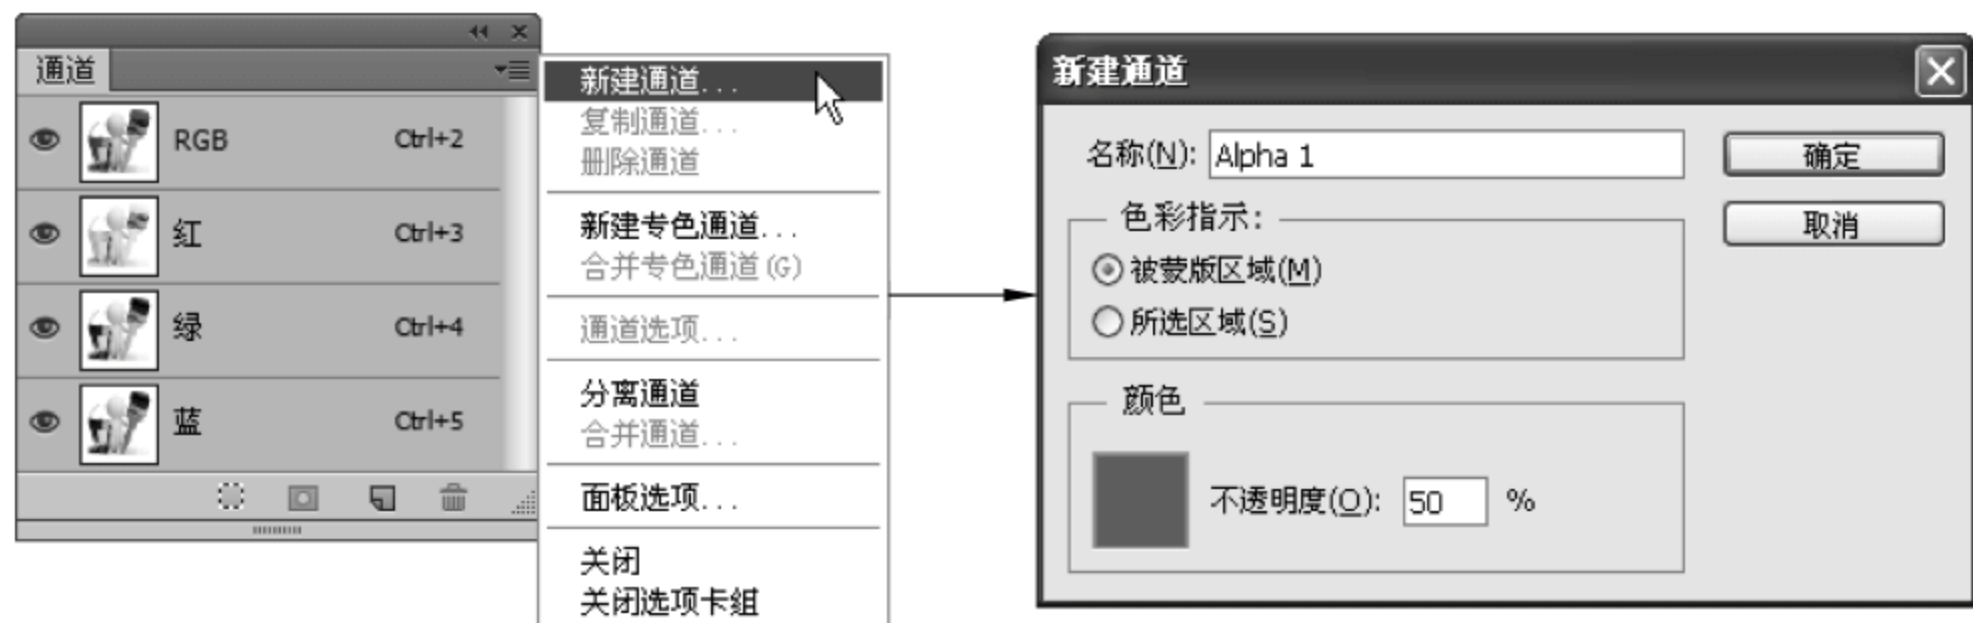 通道
RGB Ctrl+2
红 Ctrl+3
绿 Ctrl+4
蓝 Ctrl+5
新建通道...
复制通道...
删除通道
新建专色通道...
合并专色通道(G)
通道选项...
分离通道
合并通道...
面板选项...
关闭
关闭选项卡组
新建通道
名称(N): Alpha 1
确定
取消
色彩指示:
被蒙版区域(M)
所选区域(S)
颜色
不透明度(O): 50 %